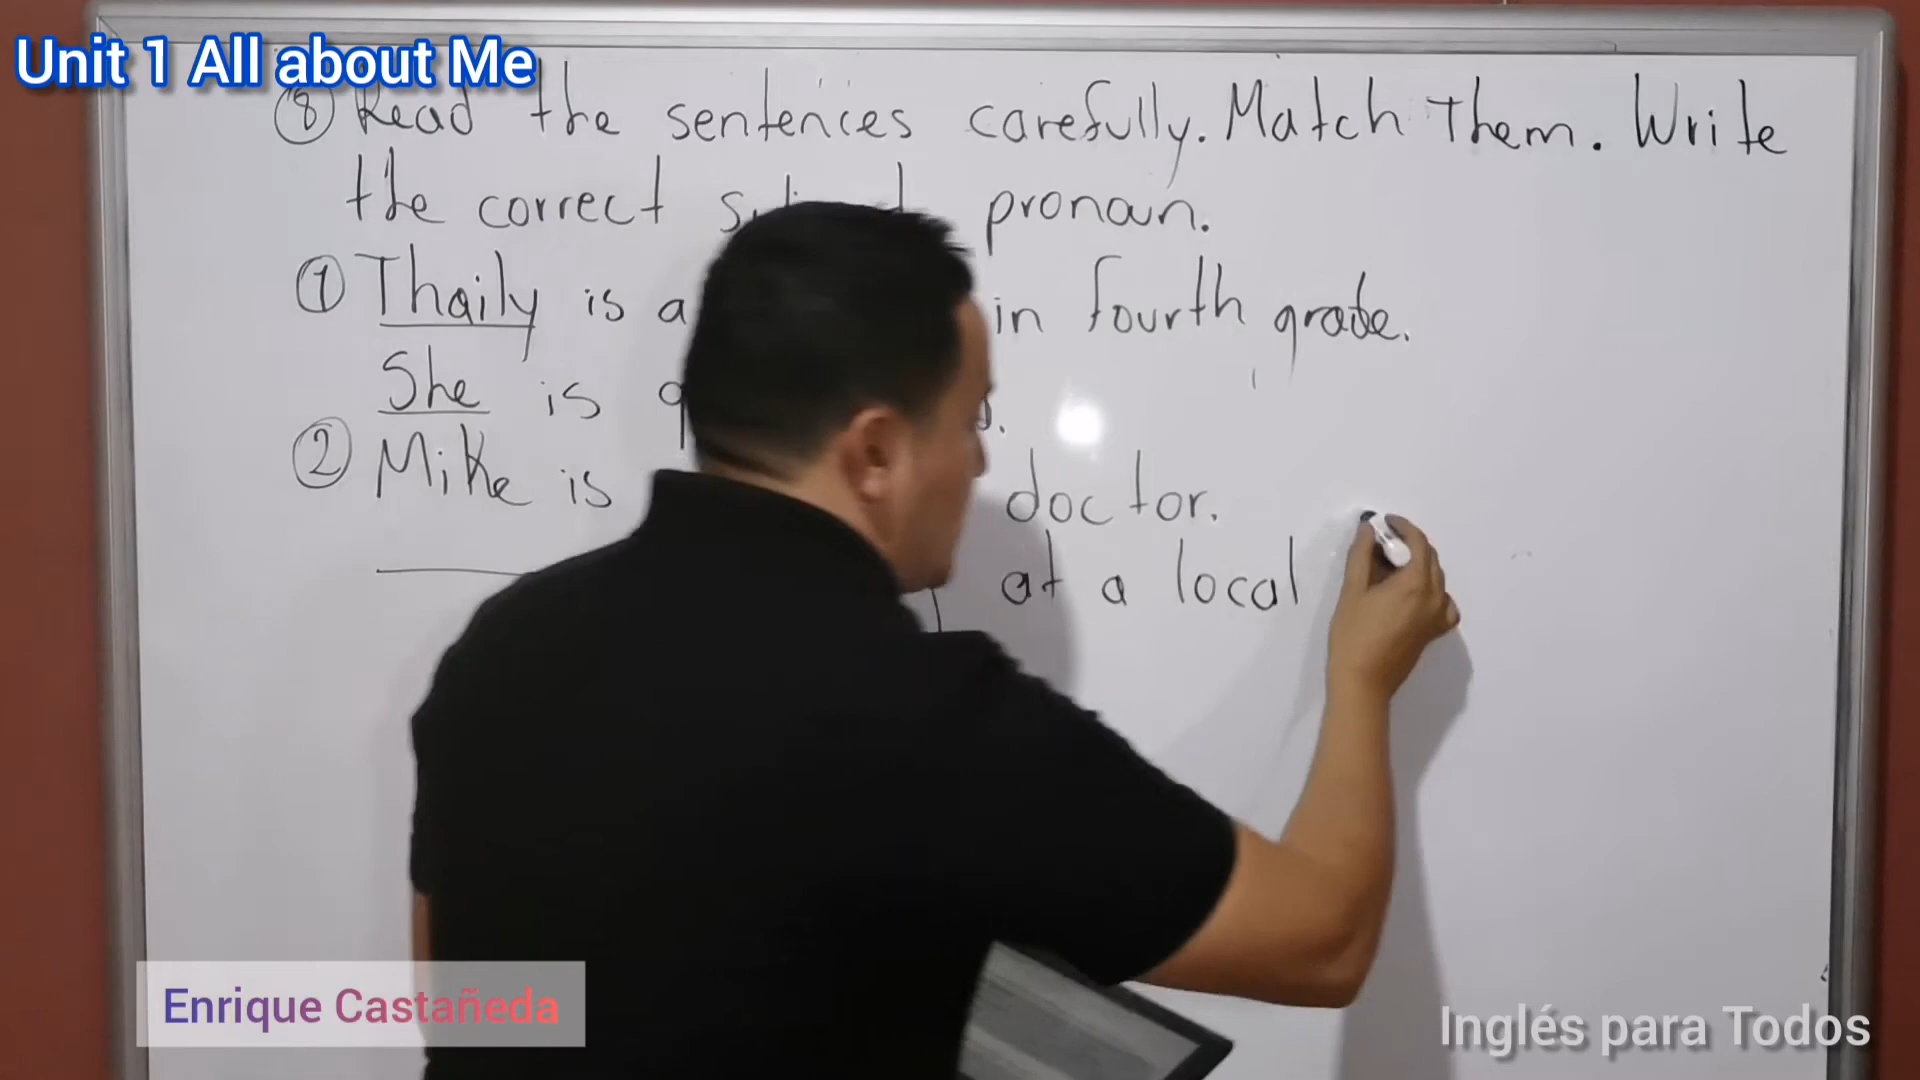 Unit 1 All about Me
⑧ Read the sentences carefully. Match Them. Write
the correct pronoun.
① Thaily is a in fourth grade.
She is
② Mike is doctor.
at a local
Enrique Castañeda
Inglés para Todos